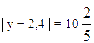 | y − 2,4 | = 10 2/5